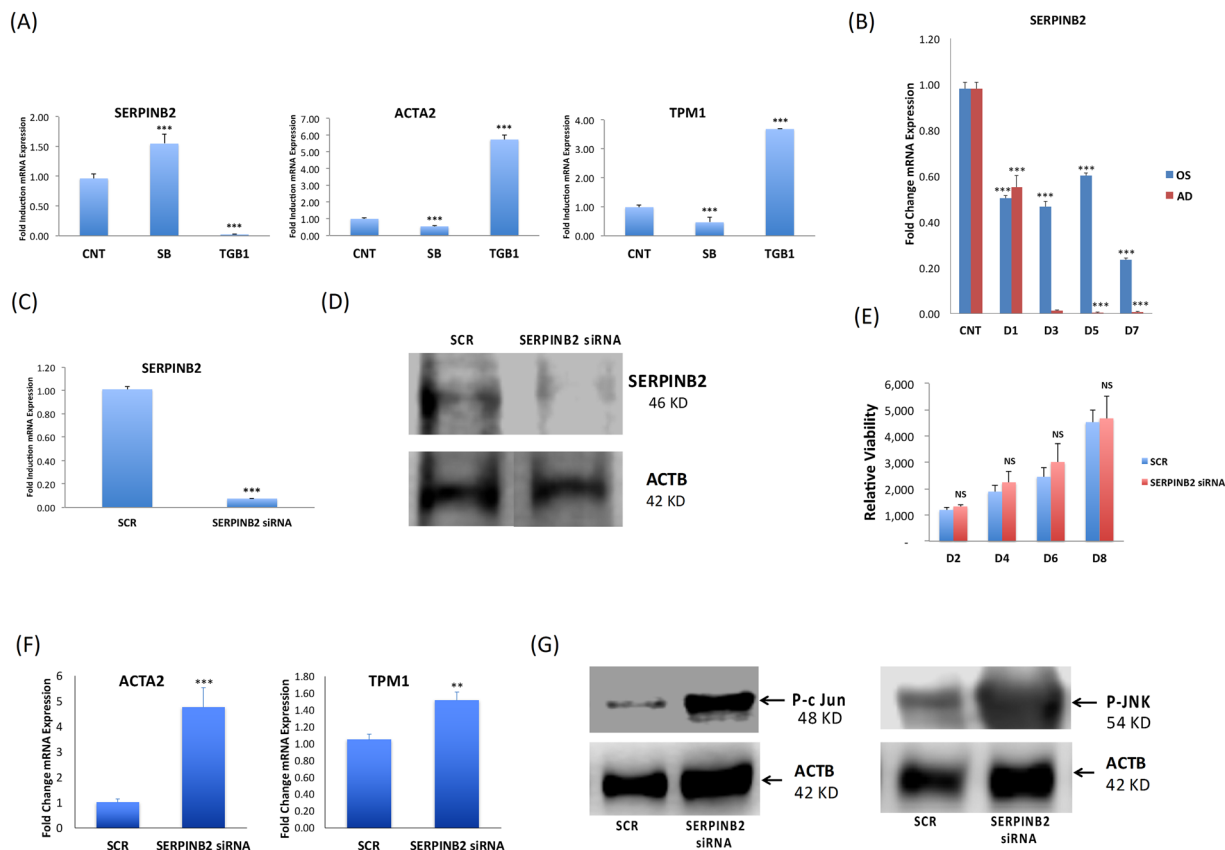 (A)
SERPINB2
Fold Induction mRNA Expression
2.00
1.50
1.00
0.50
0.00
***
***
CNT SB TGB1
ACTA2
Fold Induction mRNA Expression
7.00
6.00
5.00
4.00
3.00
2.00
1.00
0.00
***
***
CNT SB TGB1
TPM1
Fold Induction mRNA Expression
4.00
3.00
2.00
1.00
0.00
***
***
CNT SB TGB1
(B)
SERPINB2
Fold Change mRNA Expression
1.20
1.00
0.80
0.60
0.40
0.20
0.00
*** *** *** *** *** *** ***
CNT D1 D3 D5 D7
OS
AD
(C)
SERPINB2
Fold Induction mRNA Expression
1.20
1.00
0.80
0.60
0.40
0.20
0.00
***
SCR SERPINB2 siRNA
(D)
SCR SERPINB2 siRNA
SERPINB2
46 KD
ACTB
42 KD
(E)
Relative Viability
6,000
5,000
4,000
3,000
2,000
1,000
-
NS NS NS NS
D2 D4 D6 D8
SCR
SERPINB2 siRNA
(F)
ACTA2
Fold Change mRNA Expression
6
5
4
3
2
1
0
***
SCR SERPINB2 siRNA
TPM1
Fold Change mRNA Expression
1.80
1.60
1.40
1.20
1.00
0.80
0.60
0.40
0.20
0.00
**
SCR SERPINB2 siRNA
(G)
P-c Jun
48 KD
ACTB
42 KD
SCR SERPINB2
siRNA
P-JNK
54 KD
ACTB
42 KD
SCR SERPINB2
siRNA